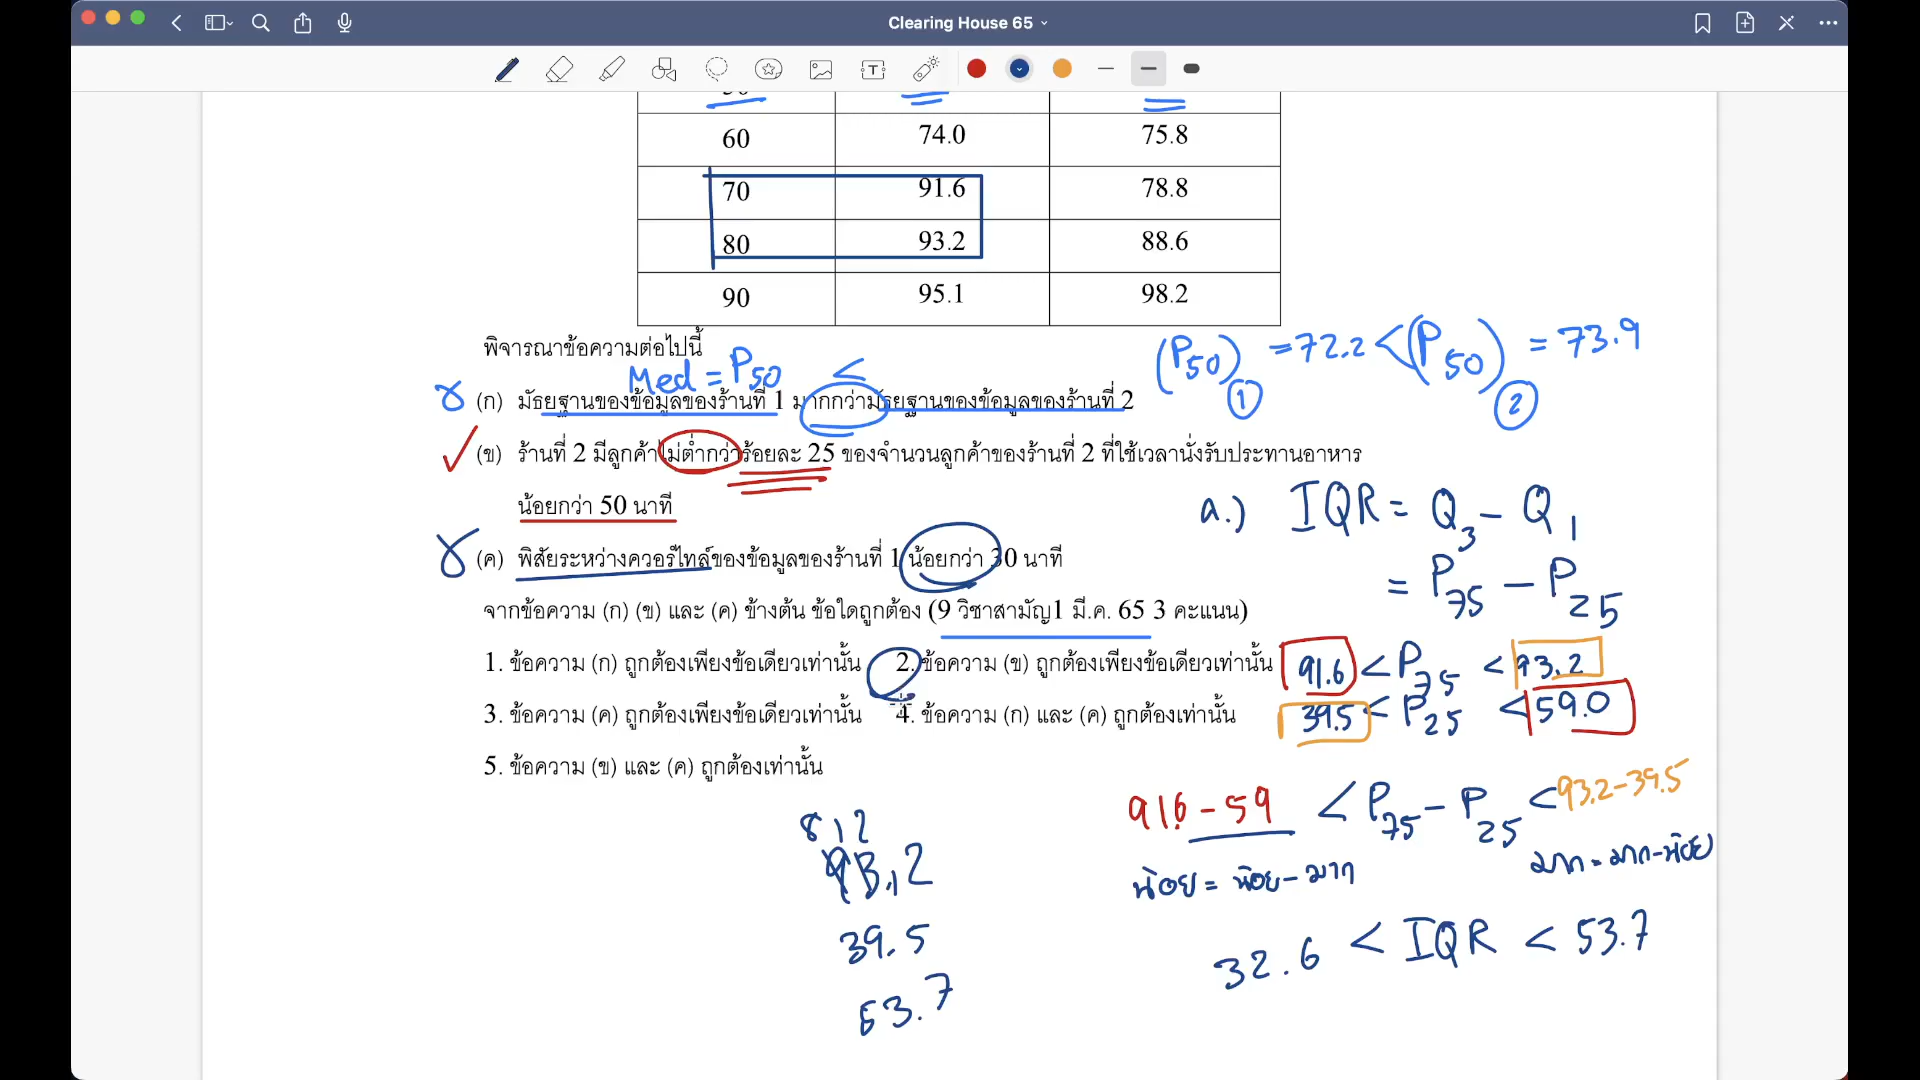 Clearing House 65
60 74.0 75.8
70 91.6 78.8
80 93.2 88.6
90 95.1 98.2
พิจารณาข้อความต่อไปนี้
(P50)① = 72.2 < (P50)② = 73.9
Med = P50 <
(ก) มัธยฐานของข้อมูลของร้านที่ 1 มากกว่ามัธยฐานของข้อมูลของร้านที่ 2
(ข) ร้านที่ 2 มีลูกค้าไม่ต่ำกว่าร้อยละ 25 ของจำนวนลูกค้าของร้านที่ 2 ที่ใช้เวลานั่งรับประทานอาหาร
น้อยกว่า 50 นาที
ค.) IQR = Q3 - Q1
(ค) พิสัยระหว่างควอร์ไทล์ของข้อมูลของร้านที่ 1 น้อยกว่า 30 นาที
= P75 - P25
จากข้อความ (ก) (ข) และ (ค) ข้างต้น ข้อใดถูกต้อง (9 วิชาสามัญ1 มี.ค. 65 3 คะแนน)
1. ข้อความ (ก) ถูกต้องเพียงข้อเดียวเท่านั้น 2. ข้อความ (ข) ถูกต้องเพียงข้อเดียวเท่านั้น
91.6 < P75 < 93.2
3. ข้อความ (ค) ถูกต้องเพียงข้อเดียวเท่านั้น 4. ข้อความ (ก) และ (ค) ถูกต้องเท่านั้น
39.5 < P25 < 59.0
5. ข้อความ (ข) และ (ค) ถูกต้องเท่านั้น
91.6 - 59 < P75 - P25 < 93.2 - 39.5
น้อย = น้อย - มาก มาก = มาก - น้อย
8 12
93.2
39.5
53.7
32.6 < IQR < 53.7